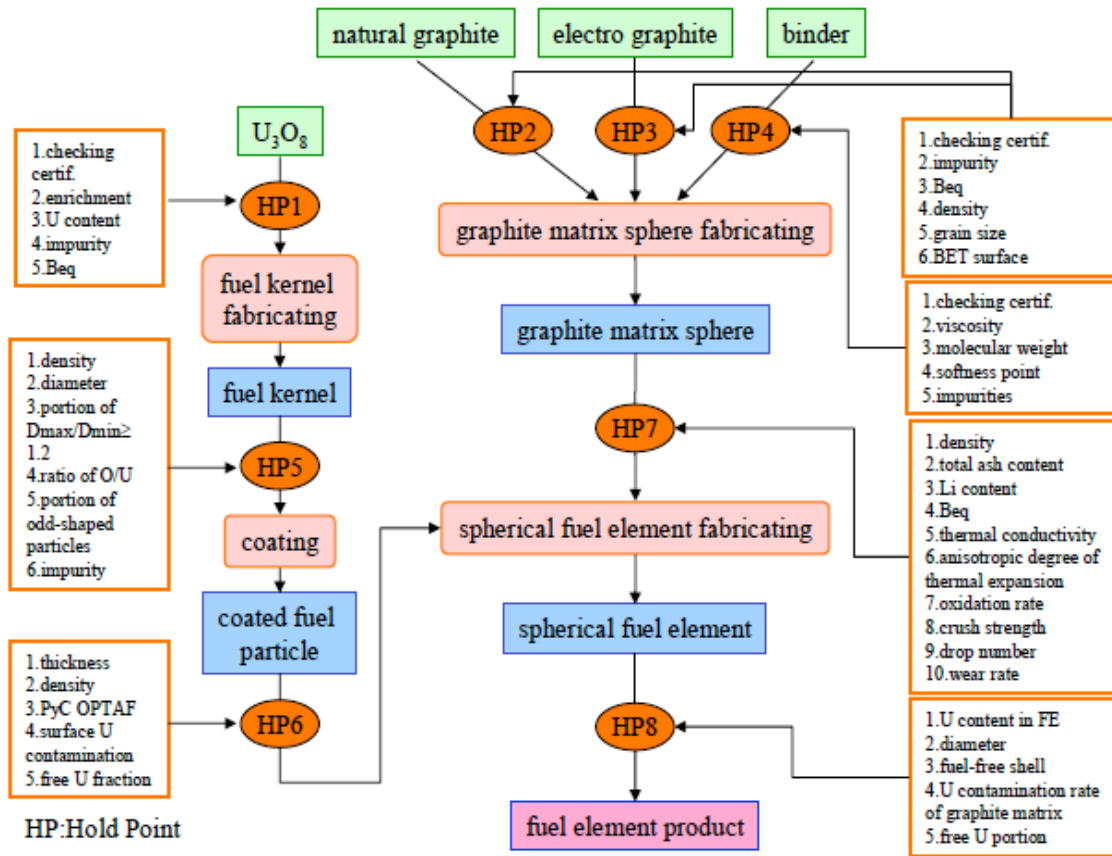 natural graphite
electro graphite
binder
U3O8
HP2
HP3
HP4
1.checking
certif.
2.enrichment
3.U content
4.impurity
5.Beq
HP1
1.checking certif.
2.impurity
3.Beq
4.density
5.grain size
6.BET surface
graphite matrix sphere fabricating
fuel kernel
fabricating
graphite matrix sphere
1.checking certif.
2.viscosity
3.molecular weight
4.softness point
5.impurities
1.density
2.diameter
3.portion of
Dmax/Dmin≥
1.2
4.ratio of O/U
5.portion of
odd-shaped
particles
6.impurity
fuel kernel
HP5
HP7
1.density
2.total ash content
3.Li content
4.Beq
5.thermal conductivity
6.anisotropic degree of
thermal expansion
7.oxidation rate
8.crush strength
9.drop number
10.wear rate
coating
spherical fuel element fabricating
coated fuel
particle
spherical fuel element
1.thickness
2.density
3.PyC OPTAF
4.surface U
contamination
5.free U fraction
HP6
HP8
1.U content in FE
2.diameter
3.fuel-free shell
4.U contamination rate
of graphite matrix
5.free U portion
fuel element product
HP:Hold Point